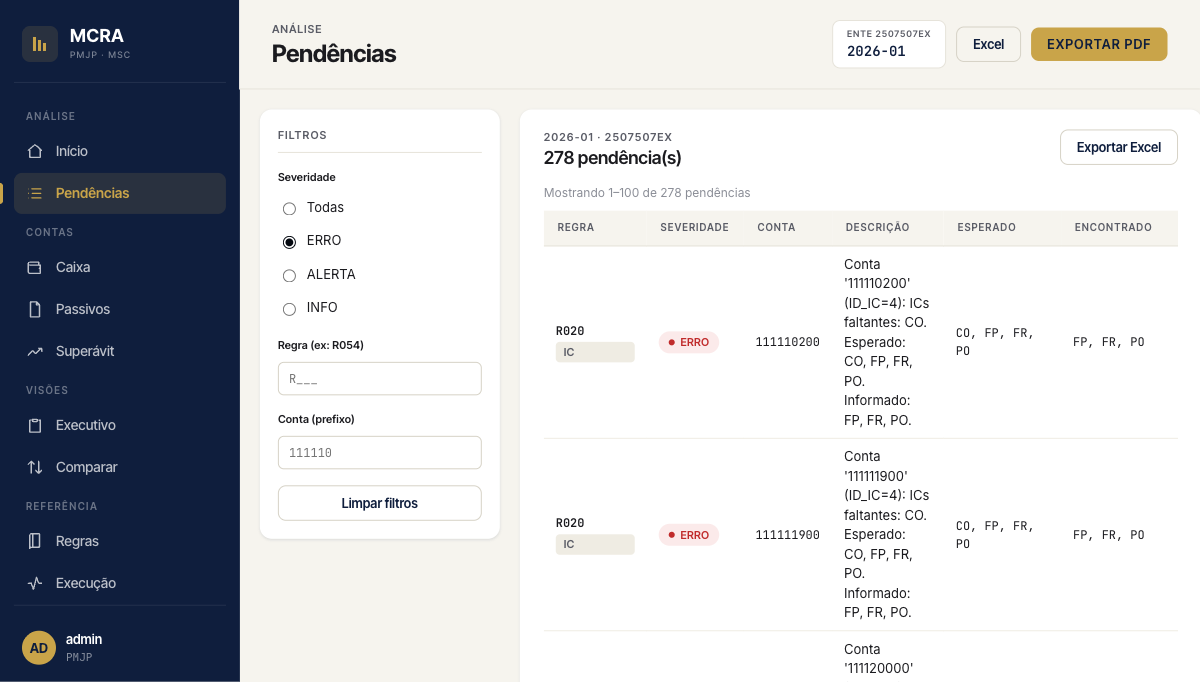 MCRA
PMJP · MSC
ANÁLISE
Início
Pendências
CONTAS
Caixa
Passivos
Superávit
VISÕES
Executivo
Comparar
REFERÊNCIA
Regras
Execução
AD
admin
PMJP
ANÁLISE
Pendências
ENTE 2507507EX
2026-01
Excel
EXPORTAR PDF
FILTROS
Severidade
Todas
ERRO
ALERTA
INFO
Regra (ex: R054)
R___
Conta (prefixo)
111110
Limpar filtros
2026-01 · 2507507EX
278 pendência(s)
Exportar Excel
Mostrando 1–100 de 278 pendências
REGRA SEVERIDADE CONTA DESCRIÇÃO ESPERADO ENCONTRADO
R020
IC
ERRO
111110200
Conta
'111110200'
(ID_IC=4): ICs
faltantes: CO.
Esperado:
CO, FP, FR,
PO.
Informado:
FP, FR, PO.
CO, FP, FR,
PO
FP, FR, PO
R020
IC
ERRO
111111900
Conta
'111111900'
(ID_IC=4): ICs
faltantes: CO.
Esperado:
CO, FP, FR,
PO.
Informado:
FP, FR, PO.
CO, FP, FR,
PO
FP, FR, PO
Conta
'111120000'